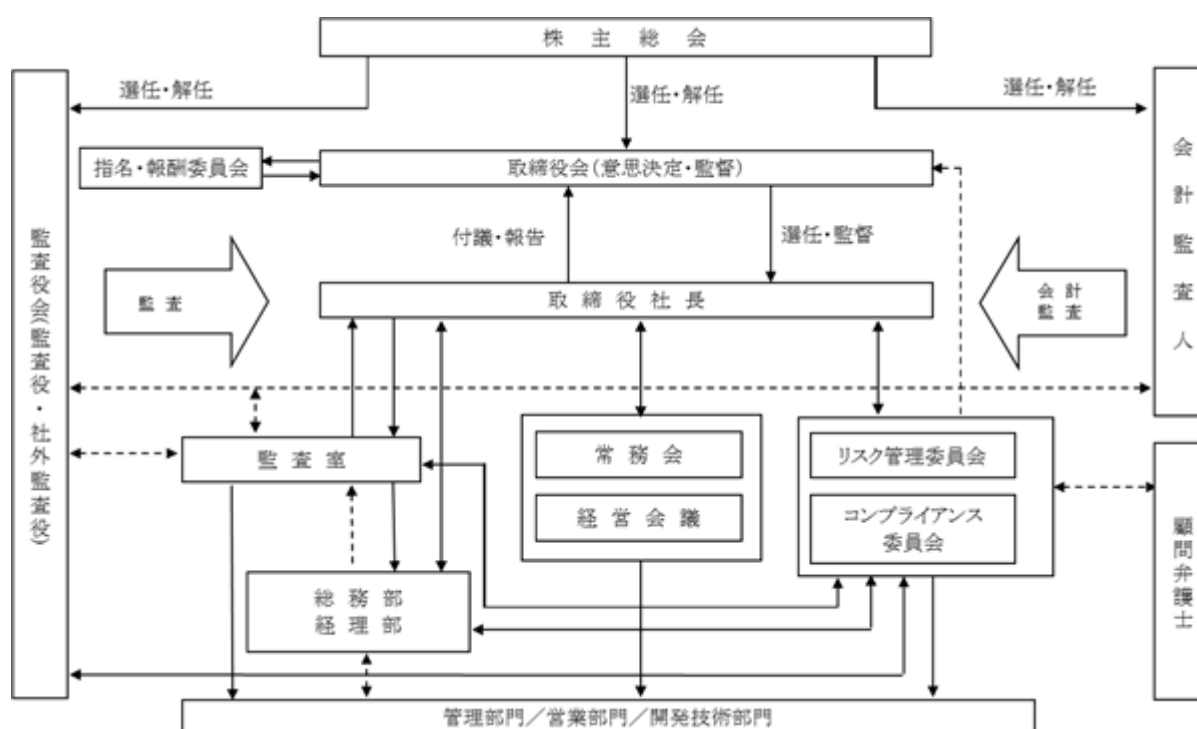 株主総会
選任・解任
選任・解任
選任・解任
指名・報酬委員会
取締役会(意思決定・監督)
付議・報告
選任・監督
監査
取締役社長
会計
監査
会計監査人
監査役会(監査役・社外監査役)
監査室
常務会
経営会議
リスク管理委員会
コンプライアンス
委員会
顧問弁護士
総務部
経理部
管理部門/営業部門/開発技術部門